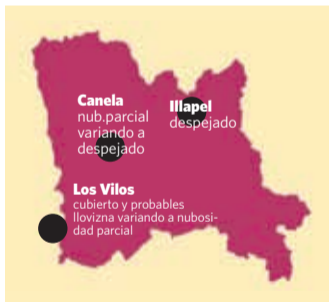 Canela
nub.parcial
variando a
despejado
Illapel
despejado
Los Vilos
cubierto y probables
llovizna variando a nubosi-
dad parcial